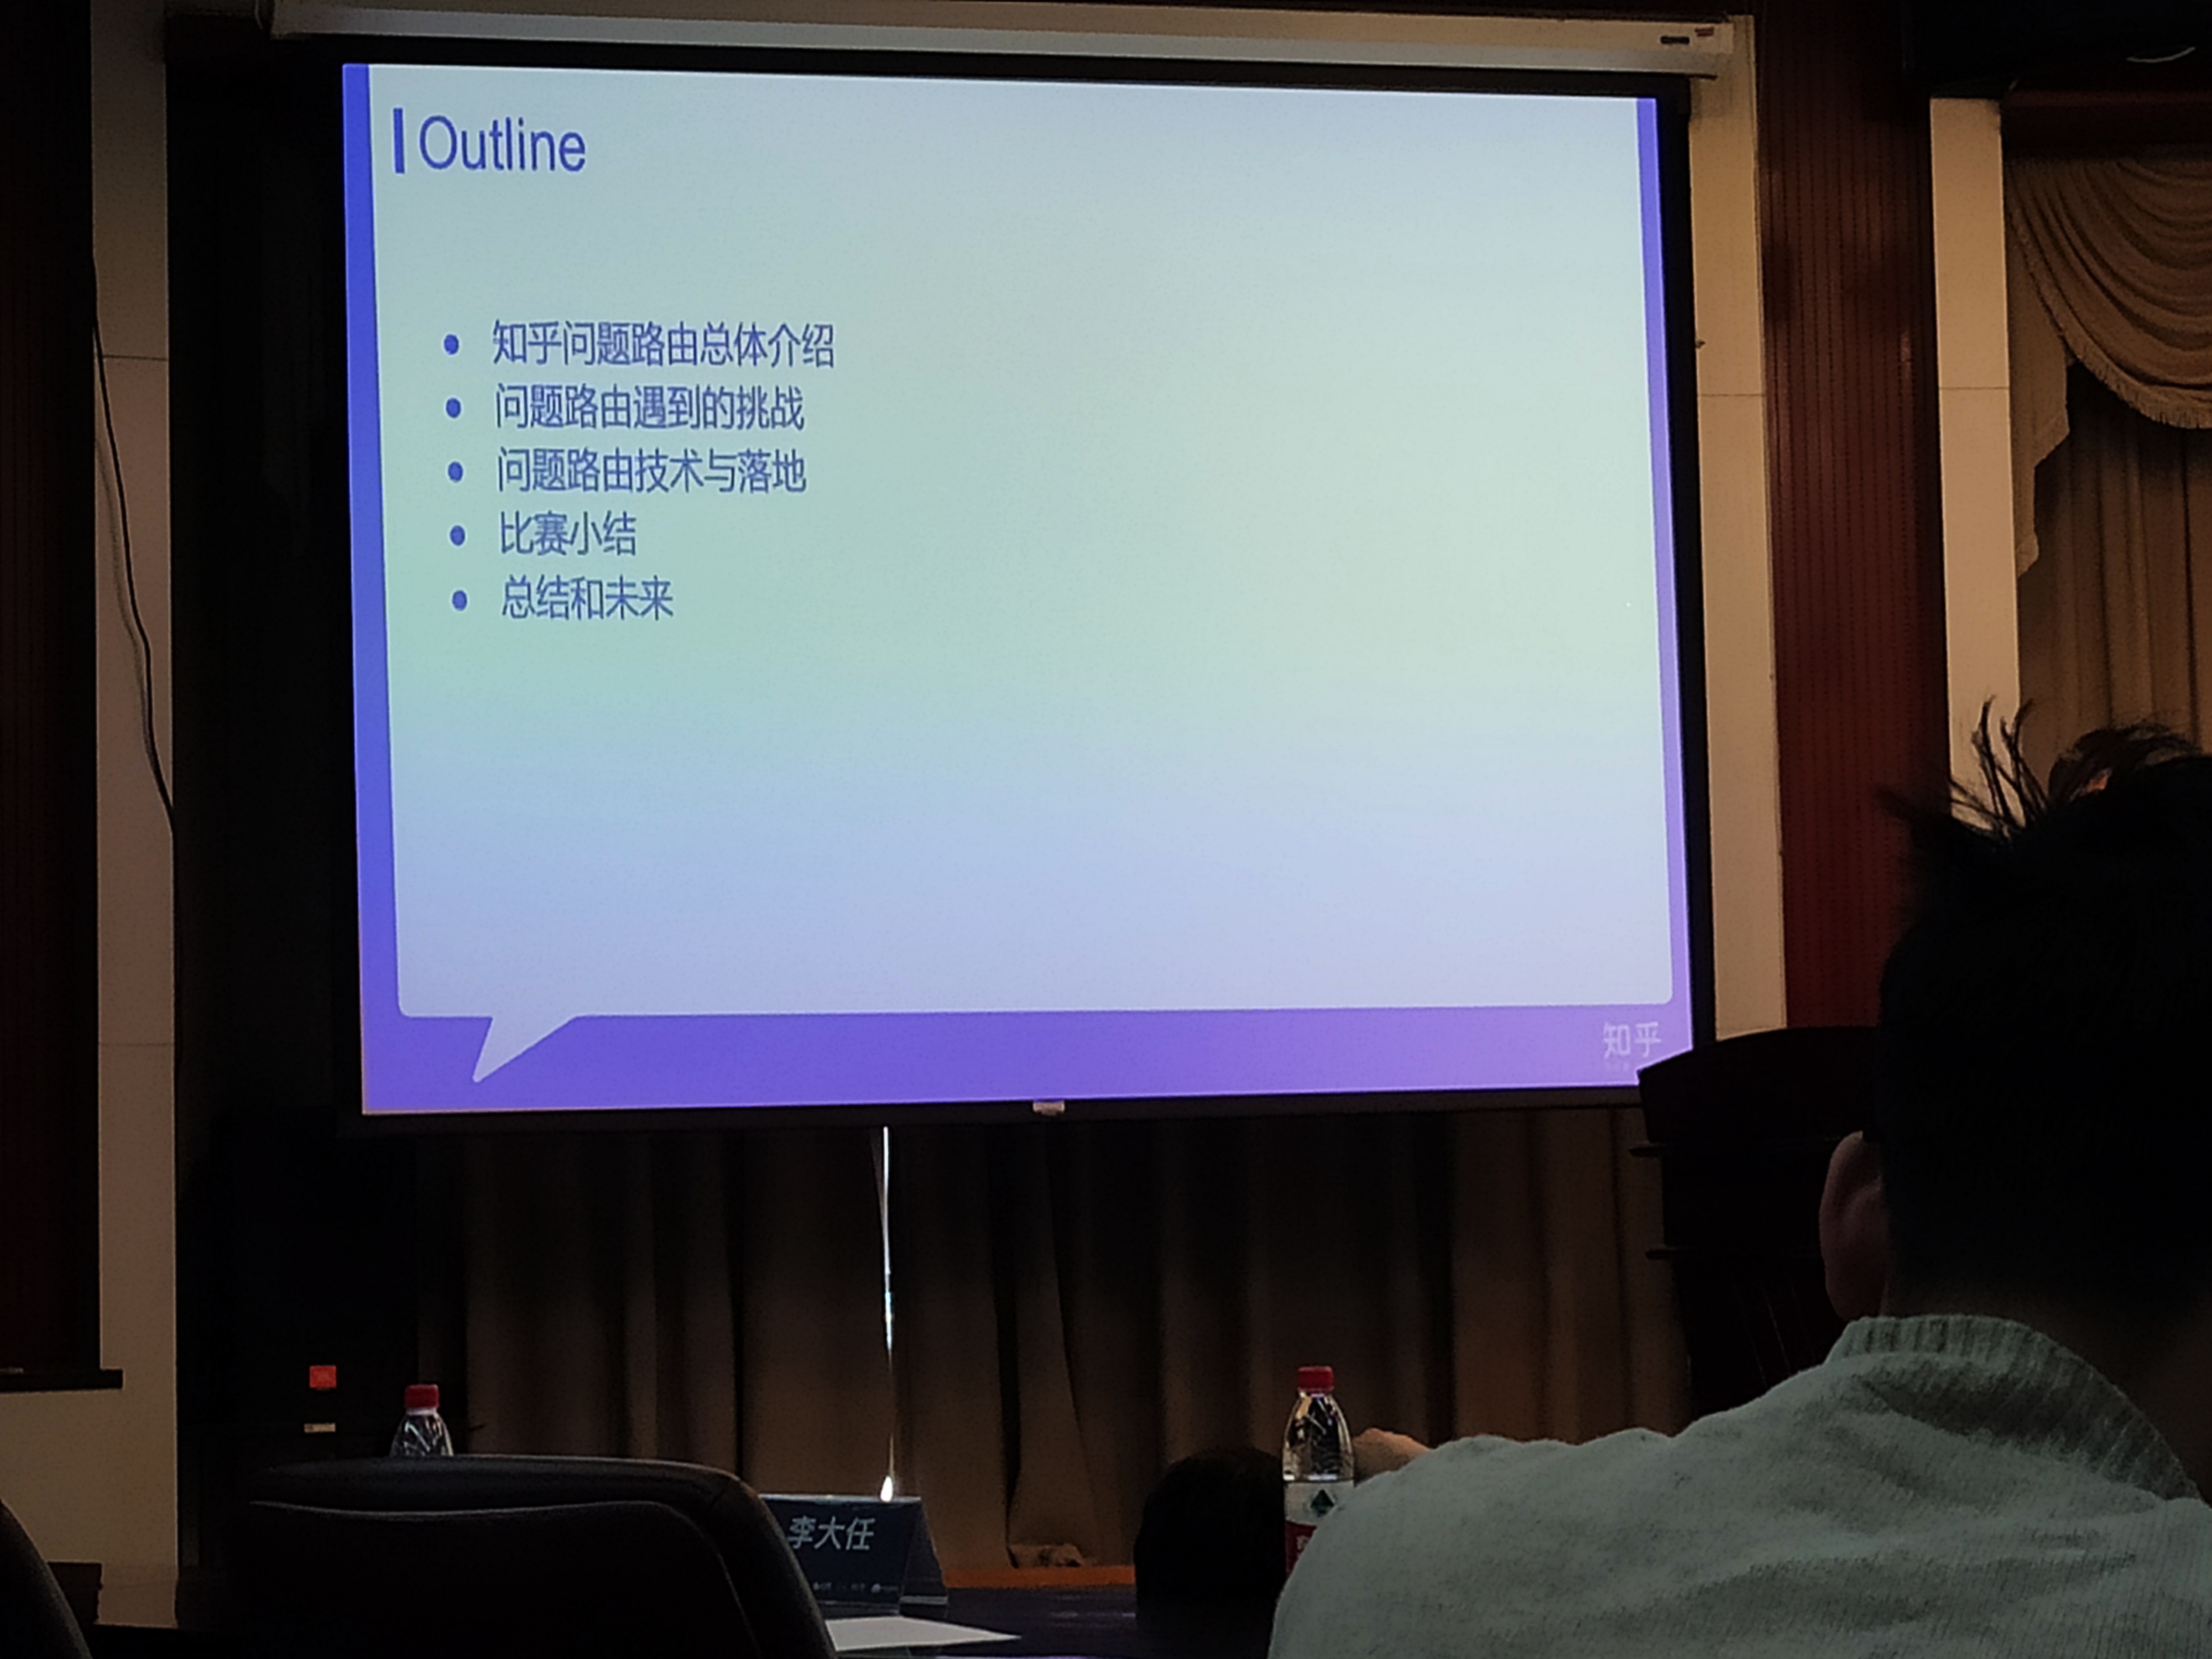 Outline
知乎问题路由总体介绍
问题路由遇到的挑战
问题路由技术与落地
比赛小结
总结和未来
知乎
李大任